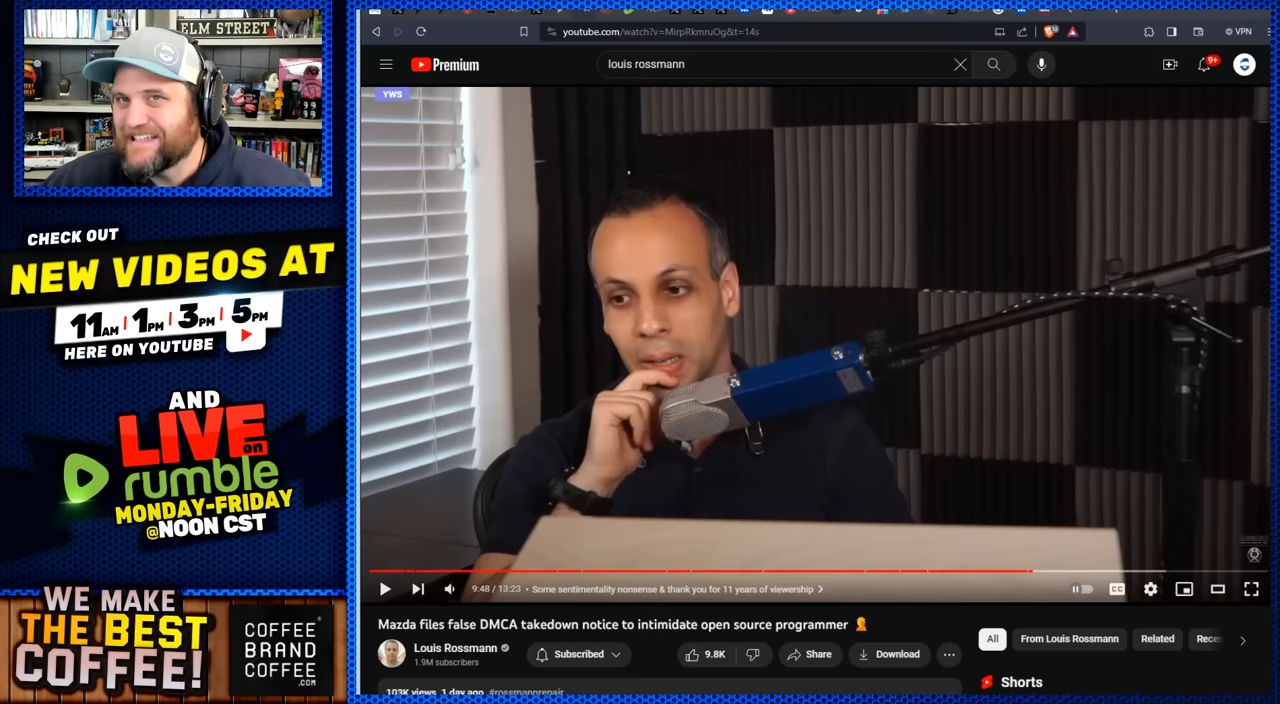 ELM STREET
CHECK OUT
NEW VIDEOS AT
11AM | 1PM | 3PM | 5PM
HERE ON YOUTUBE
AND
LIVE on
rumble
MONDAY-FRIDAY
@NOON CST
WE MAKE
THE BEST
COFFEE!
COFFEE
BRAND
COFFEE
.COM
youtube.com/watch?v=MirpRkmruOg&t=14s
VPN
Premium
louis rossmann
9+
YWS
9:48 / 13:23 • Some sentimentality nonsense & thank you for 11 years of viewership
CC
Mazda files false DMCA takedown notice to intimidate open source programmer
Louis Rossmann
1.9M subscribers
Subscribed
9.8K
Share
Download
103K views 1 day ago #rossmannrepair
All
From Louis Rossmann
Related
Recen
Shorts